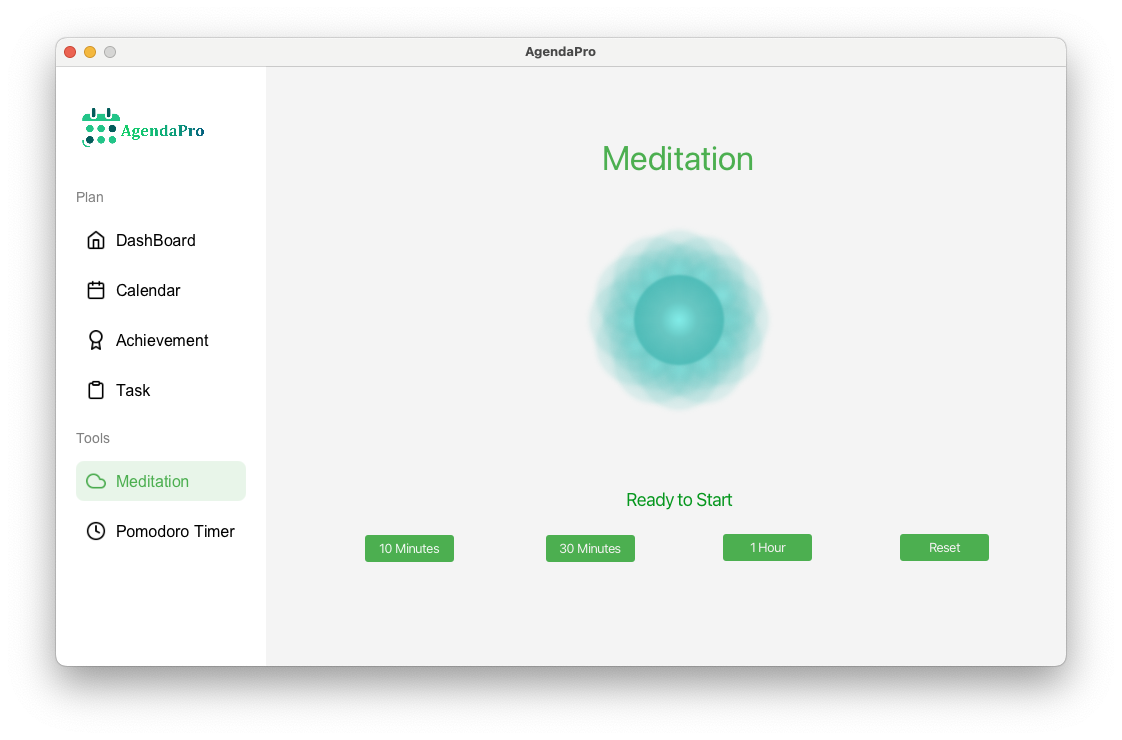 AgendaPro
AgendaPro
Plan
DashBoard
Calendar
Achievement
Task
Tools
Meditation
Pomodoro Timer
Meditation
Ready to Start
10 Minutes
30 Minutes
1 Hour
Reset